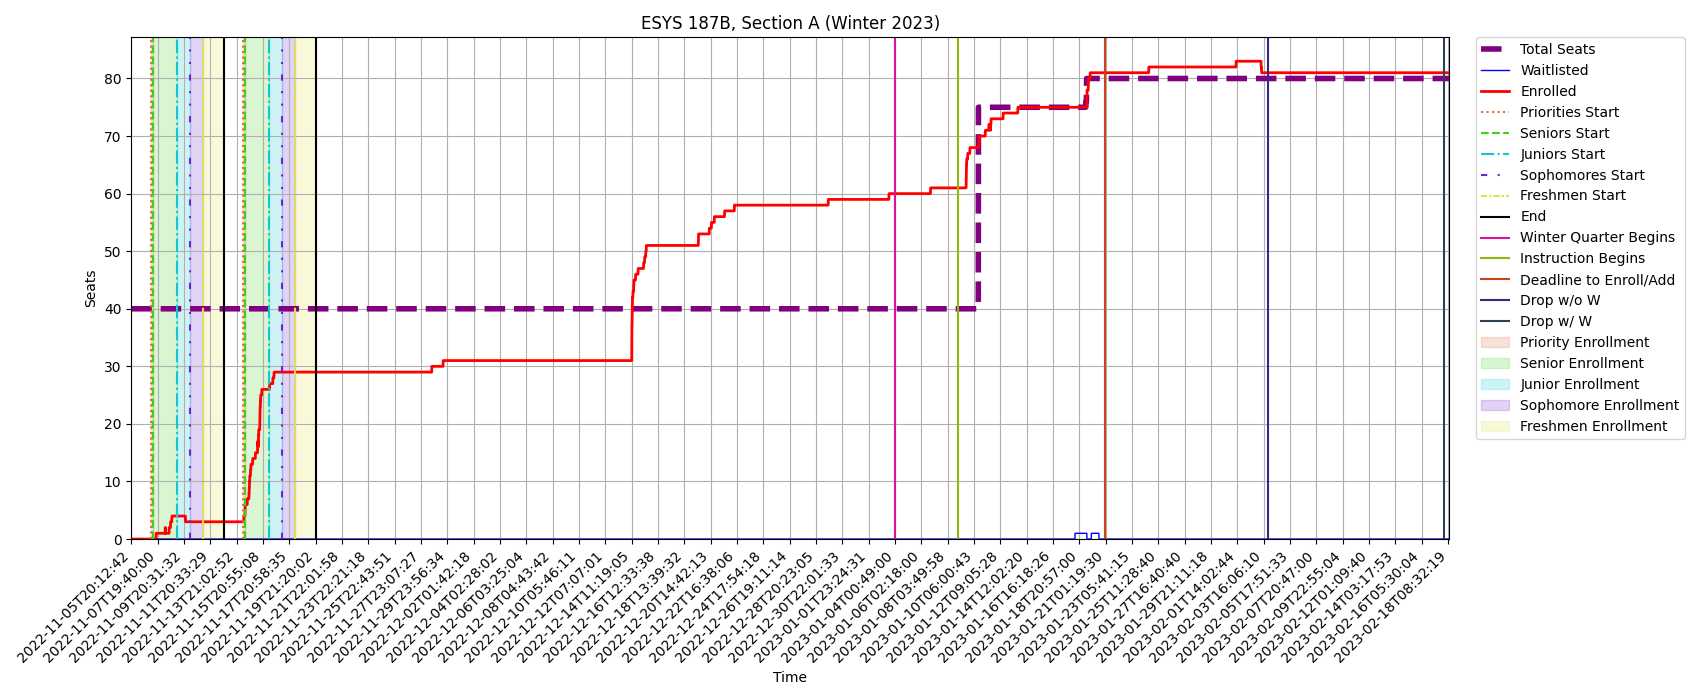 ESYS 187B, Section A (Winter 2023)
Seats
80
70
60
50
40
30
20
10
0
2022-11-05T20:12:42
2022-11-07T19:40:00
2022-11-09T20:31:32
2022-11-11T20:33:29
2022-11-13T21:02:52
2022-11-15T20:55:08
2022-11-17T20:58:35
2022-11-19T21:20:02
2022-11-21T22:01:58
2022-11-23T22:21:18
2022-11-25T22:43:51
2022-11-27T23:07:27
2022-11-29T23:56:34
2022-12-02T01:42:18
2022-12-04T02:28:02
2022-12-06T03:25:04
2022-12-08T04:43:42
2022-12-10T05:46:11
2022-12-12T07:07:01
2022-12-14T11:19:05
2022-12-16T12:33:38
2022-12-18T13:39:32
2022-12-20T14:42:13
2022-12-22T16:38:06
2022-12-24T17:54:18
2022-12-26T19:11:14
2022-12-28T20:23:05
2022-12-30T22:01:33
2023-01-01T23:24:31
2023-01-04T00:49:00
2023-01-06T02:18:00
2023-01-08T03:49:58
2023-01-10T06:00:43
2023-01-12T09:05:28
2023-01-14T12:02:20
2023-01-16T16:18:26
2023-01-18T20:57:00
2023-01-21T01:19:30
2023-01-23T05:41:15
2023-01-25T11:28:40
2023-01-27T16:40:40
2023-01-29T21:11:18
2023-02-01T14:02:44
2023-02-03T16:06:10
2023-02-05T17:51:33
2023-02-07T20:47:00
2023-02-09T22:55:04
2023-02-12T01:09:40
2023-02-14T03:17:53
2023-02-16T05:30:04
2023-02-18T08:32:19
Time
Total Seats
Waitlisted
Enrolled
Priorities Start
Seniors Start
Juniors Start
Sophomores Start
Freshmen Start
End
Winter Quarter Begins
Instruction Begins
Deadline to Enroll/Add
Drop w/o W
Drop w/ W
Priority Enrollment
Senior Enrollment
Junior Enrollment
Sophomore Enrollment
Freshmen Enrollment